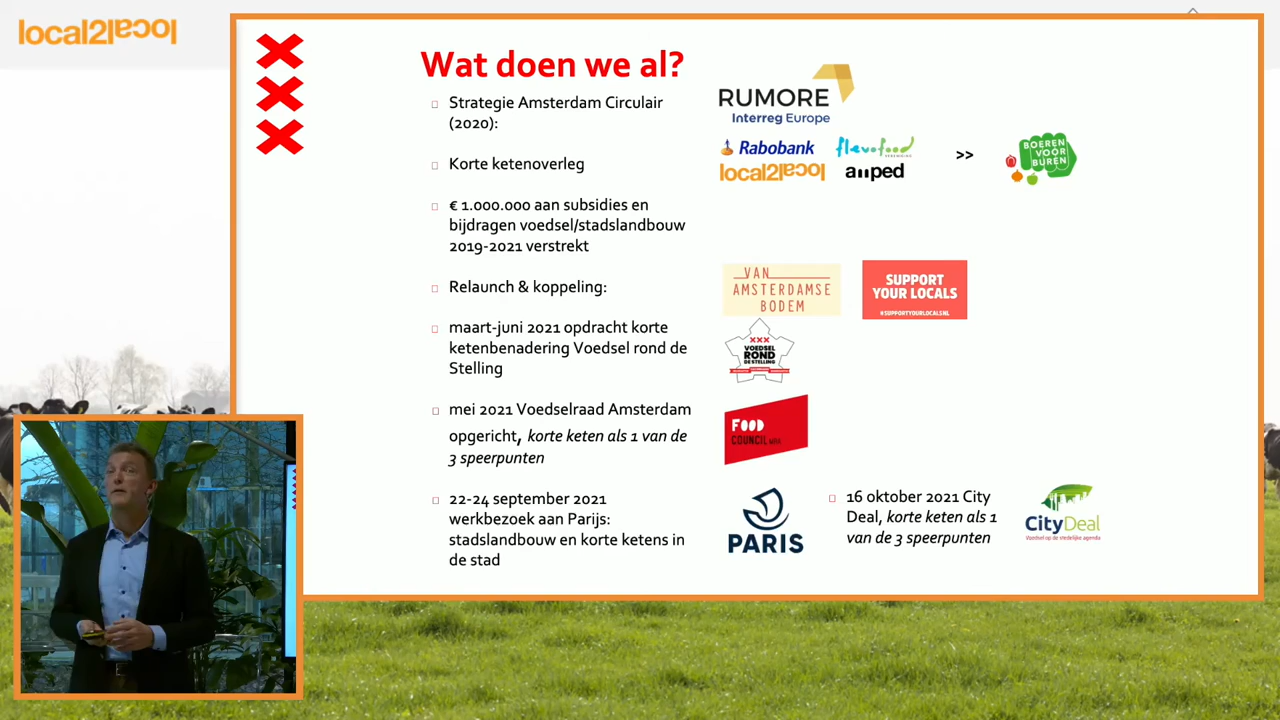 local2local
Wat doen we al?
Strategie Amsterdam Circulair
(2020):
RUMORE
Interreg Europe
Korte ketenoverleg
Rabobank
flevofood
VERENIGING
local2local
amped
>>
BOEREN
VOOR
BUREN
€ 1.000.000 aan subsidies en
bijdragen voedsel/stadslandbouw
2019-2021 verstrekt
Relaunch & koppeling:
VAN
AMSTERDAMSE
BODEM
SUPPORT
YOUR LOCALS
#SUPPORTYOURLOCALSNL
maart-juni 2021 opdracht korte
ketenbenadering Voedsel rond de
Stelling
XXX
VOEDSEL
ROND
DE STELLING
mei 2021 Voedselraad Amsterdam
opgericht, korte keten als 1 van de
3 speerpunten
FOOD
COUNCIL MRA
22-24 september 2021
werkbezoek aan Parijs:
stadslandbouw en korte ketens in
de stad
PARIS
16 oktober 2021 City
Deal, korte keten als 1
van de 3 speerpunten
CityDeal
Voedsel op de stedelijke agenda